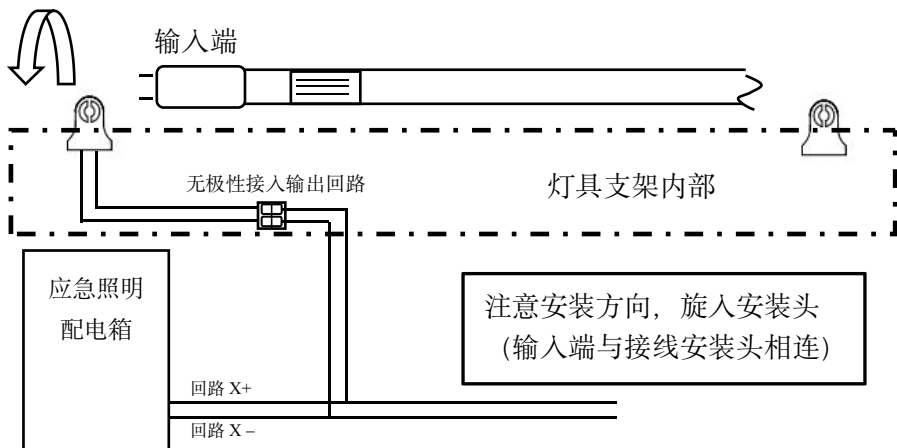 输入端
无极性接入输出回路
灯具支架内部
应急照明
配电箱
注意安装方向，旋入安装头
（输入端与接线安装头相连）
回路 X+
回路 X –